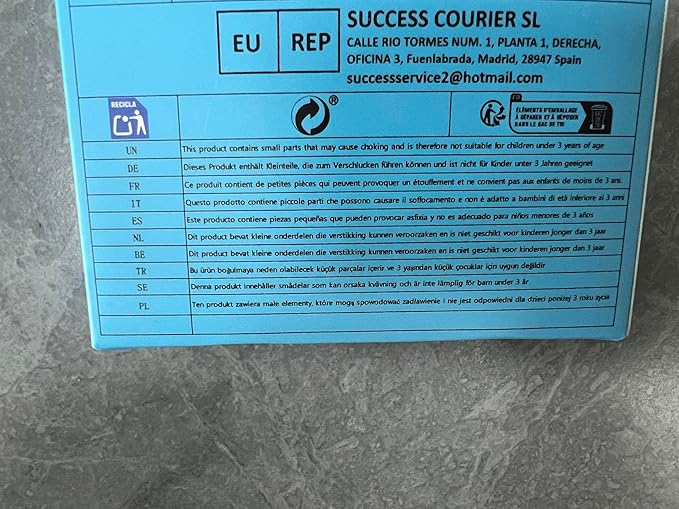 EU REP
SUCCESS COURIER SL
CALLE RIO TORMES NUM. 1, PLANTA 1, DERECHA,
OFICINA 3, Fuenlabrada, Madrid, 28947 Spain
successservice2@hotmail.com
RECICLA
®
FR
ÉLÉMENTS D'EMBALLAGE
À SÉPARER ET À DÉPOSER
DANS LE BAC DE TRI
UN This product contains small parts that may cause choking and is therefore not suitable for children under 3 years of age
DE Dieses Produkt enthält Kleinteile, die zum Verschlucken führen können und ist nicht für Kinder unter 3 Jahren geeignet
FR Ce produit contient de petites pièces qui peuvent provoquer un étouffement et ne convient pas aux enfants de moins de 3 ans.
IT Questo prodotto contiene piccole parti che possono causare il soffocamento e non è adatto a bambini di età inferiore ai 3 anni
ES Este producto contiene piezas pequeñas que pueden provocar asfixia y no es adecuado para niños menores de 3 años
NL Dit product bevat kleine onderdelen die verstikking kunnen veroorzaken en is niet geschikt voor kinderen jonger dan 3 jaar
BE Dit product bevat kleine onderdelen die verstikking kunnen veroorzaken en is niet geschikt voor kinderen jonger dan 3 jaar
TR Bu ürün boğulmaya neden olabilecek küçük parçalar içerir ve 3 yaşından küçük çocuklar için uygun değildir
SE Denna produkt innehåller smådelar som kan orsaka kvävning och är inte lämplig för barn under 3 år
PL Ten produkt zawiera małe elementy, które mogą spowodować zadławienie i nie jest odpowiedni dla dzieci poniżej 3 roku życia